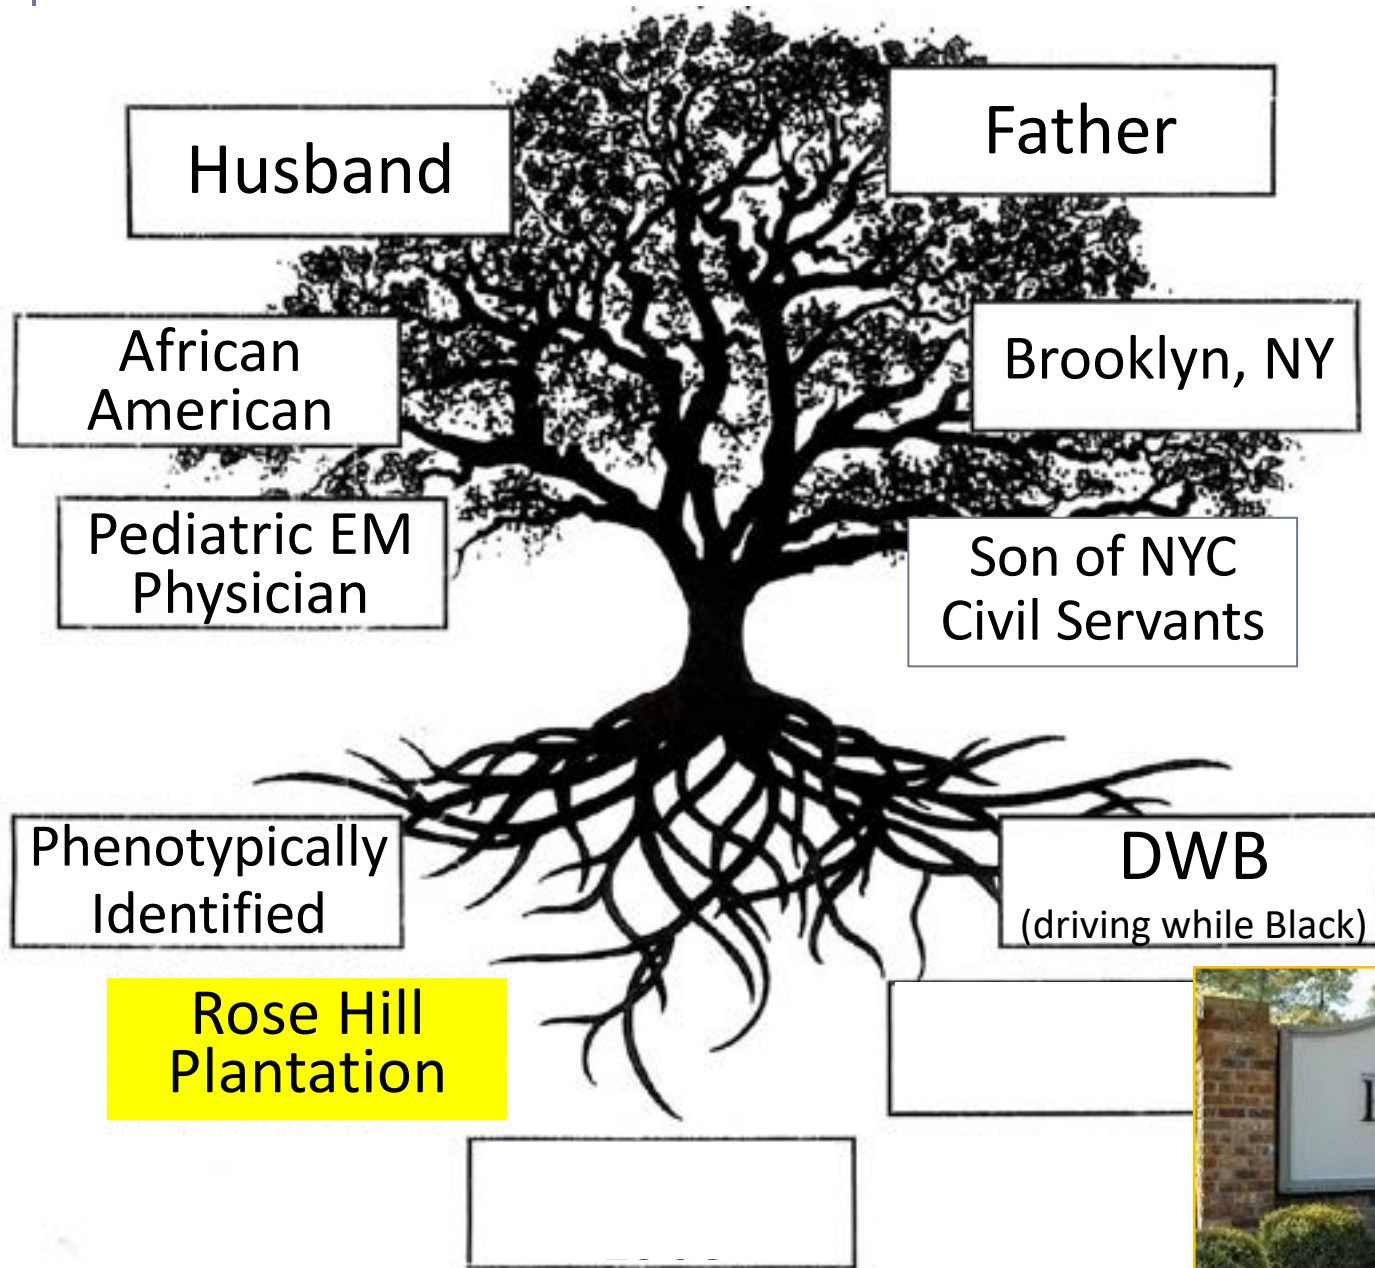 Husband
Father
African
American
Brooklyn, NY
Pediatric EM
Physician
Son of NYC
Civil Servants
Phenotypically
Identified
DWB
(driving while Black)
Rose Hill
Plantation